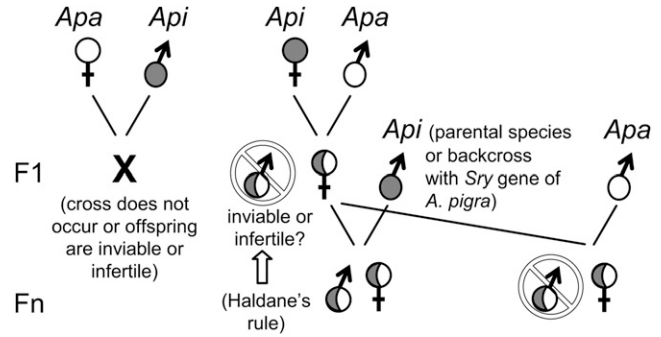 Apa Api Api Apa
F1
X
(cross does not
occur or offspring
are inviable or
infertile)
inviable or
infertile?
(Haldane's
rule)
Api (parental species
or backcross
with Sry gene of
A. pigra)
Apa
Fn